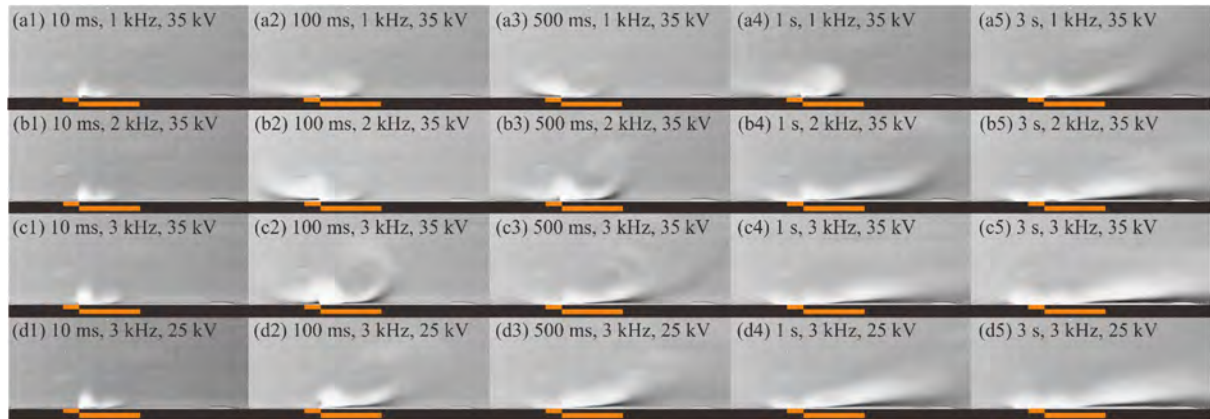 (a1) 10 ms, 1 kHz, 35 kV
(a2) 100 ms, 1 kHz, 35 kV
(a3) 500 ms, 1 kHz, 35 kV
(a4) 1 s, 1 kHz, 35 kV
(a5) 3 s, 1 kHz, 35 kV
(b1) 10 ms, 2 kHz, 35 kV
(b2) 100 ms, 2 kHz, 35 kV
(b3) 500 ms, 2 kHz, 35 kV
(b4) 1 s, 2 kHz, 35 kV
(b5) 3 s, 2 kHz, 35 kV
(c1) 10 ms, 3 kHz, 35 kV
(c2) 100 ms, 3 kHz, 35 kV
(c3) 500 ms, 3 kHz, 35 kV
(c4) 1 s, 3 kHz, 35 kV
(c5) 3 s, 3 kHz, 35 kV
(d1) 10 ms, 3 kHz, 25 kV
(d2) 100 ms, 3 kHz, 25 kV
(d3) 500 ms, 3 kHz, 25 kV
(d4) 1 s, 3 kHz, 25 kV
(d5) 3 s, 3 kHz, 25 kV